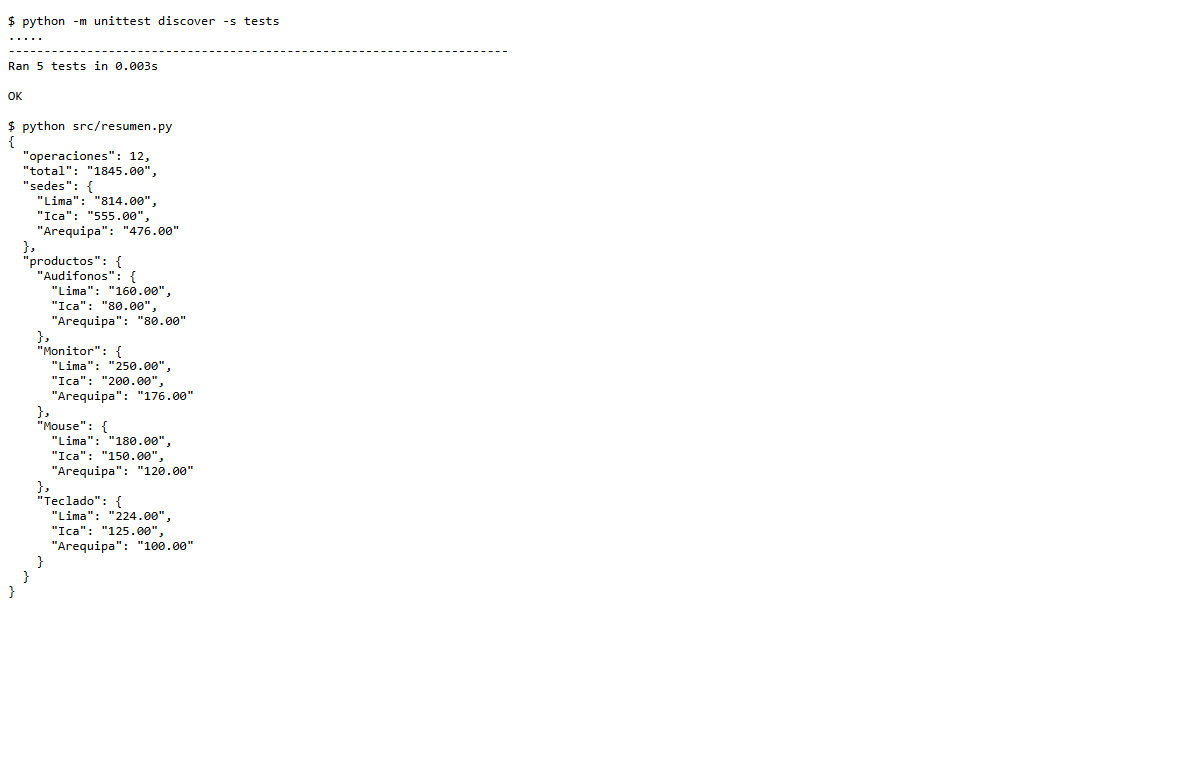 $ python -m unittest discover -s tests
.....
----------------------------------------------------------------------
Ran 5 tests in 0.003s

OK

$ python src/resumen.py
{
  "operaciones": 12,
  "total": "1845.00",
  "sedes": {
    "Lima": "814.00",
    "Ica": "555.00",
    "Arequipa": "476.00"
  },
  "productos": {
    "Audifonos": {
      "Lima": "160.00",
      "Ica": "80.00",
      "Arequipa": "80.00"
    },
    "Monitor": {
      "Lima": "250.00",
      "Ica": "200.00",
      "Arequipa": "176.00"
    },
    "Mouse": {
      "Lima": "180.00",
      "Ica": "150.00",
      "Arequipa": "120.00"
    },
    "Teclado": {
      "Lima": "224.00",
      "Ica": "125.00",
      "Arequipa": "100.00"
    }
  }
}